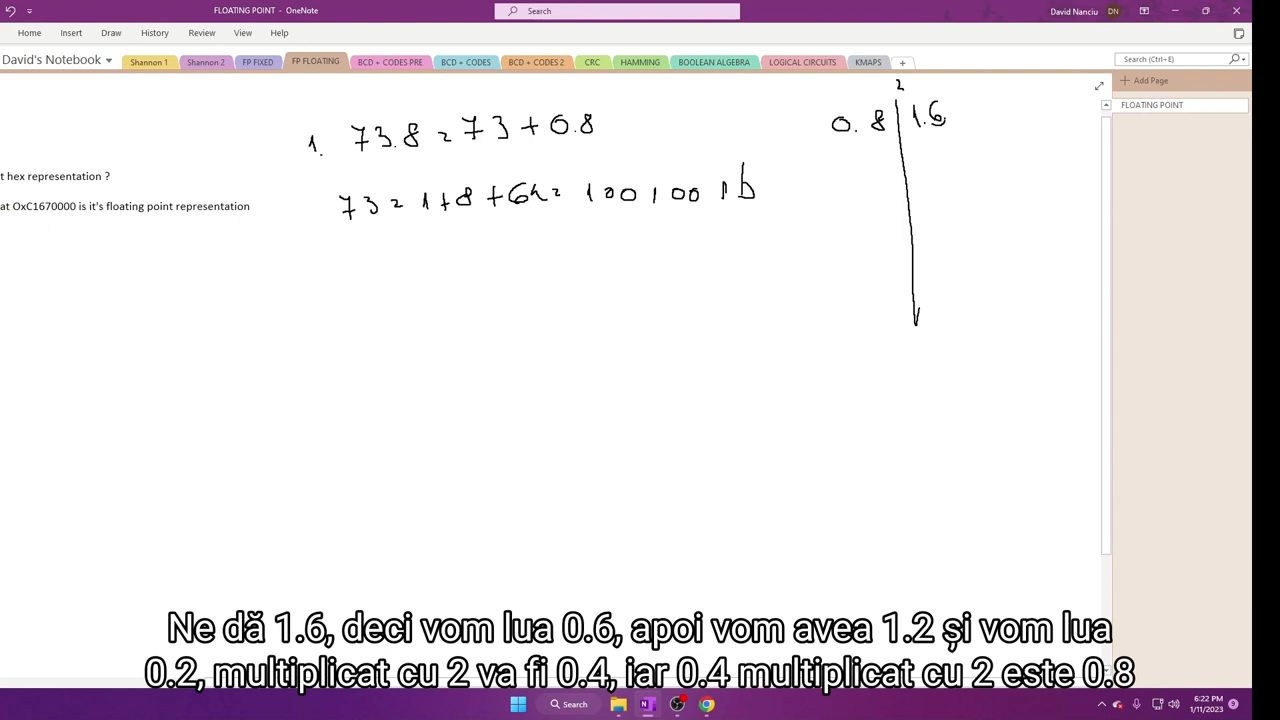 FLOATING POINT - OneNote
Search
David Nanciu DN
Home Insert Draw History Review View Help
David's Notebook Shannon 1 Shannon 2 FP FIXED FP FLOATING BCD + CODES PRE BCD + CODES BCD + CODES 2 CRC HAMMING BOOLEAN ALGEBRA LOGICAL CIRCUITS KMAPS
Search (Ctrl+E)
Add Page
FLOATING POINT
2
0.8 1.6
1. 73.8 = 73 + 0.8
t hex representation ?
73 = 1+8+64 = 1001001b
at OxC1670000 is it's floating point representation
Ne dă 1.6, deci vom lua 0.6, apoi vom avea 1.2 și vom lua
0.2, multiplicat cu 2 va fi 0.4, iar 0.4 multiplicat cu 2 este 0.8
Search
6:22 PM
1/11/2023